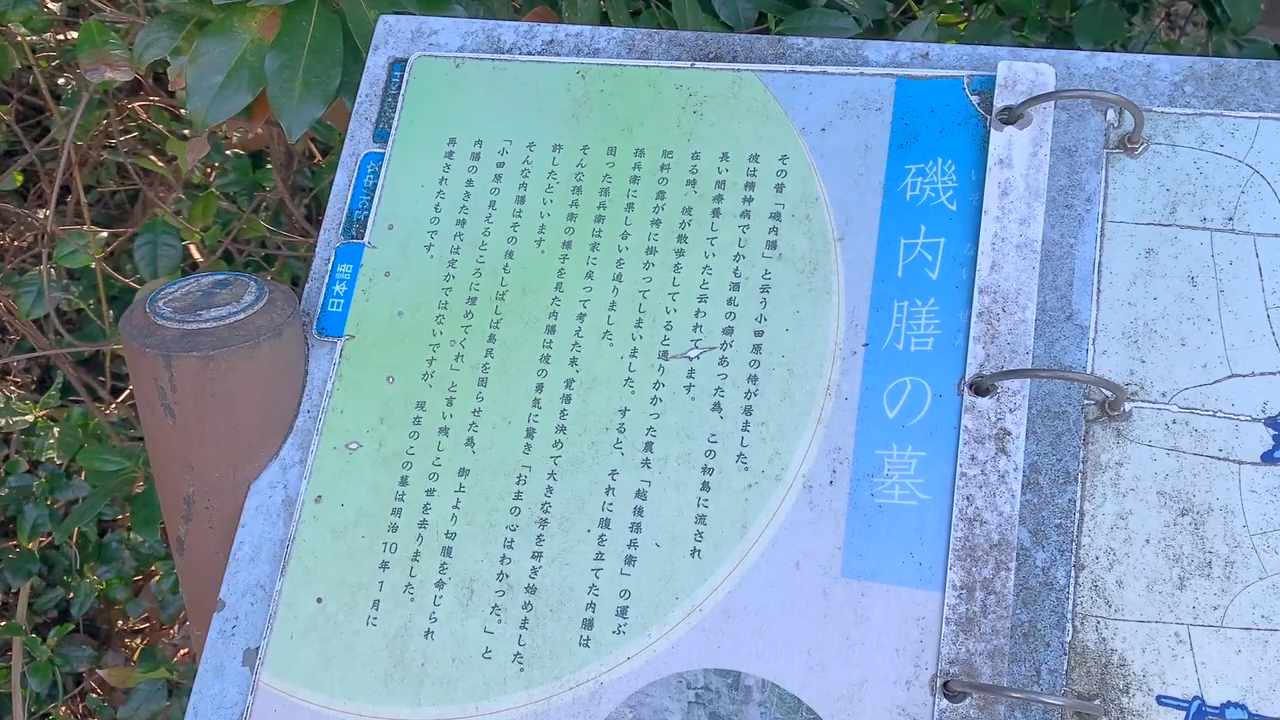 磯内膳の墓
その昔「磯内膳」と云う小田原の侍が居ました。
彼は精神病でしかも酒乱の癖があった為、この初島に流され
長い間療養していたと云われています。
在る時、彼が散歩をしていると通りかかった農夫「越後孫兵衛」の運ぶ
肥料の露が袴に掛かってしまいました。すると、それに腹を立てた内膳は
孫兵衛に果し合いを迫りました。
困った孫兵衛は家に戻って考えた末、覚悟を決めて大きな斧を研ぎ始めました。
そんな孫兵衛の様子を見た内膳は彼の勇気に驚き「お主の心はわかった。」と
許したといいます。
そんな内膳はその後もしばしば島民を困らせた為、御上より切腹を命じられ
「小田原の見えるところに埋めてくれ」と言い残しこの世を去りました。
内膳の生きた時代は定かではないですが、現在のこの墓は明治10年1月に
再建されたものです。
日本語